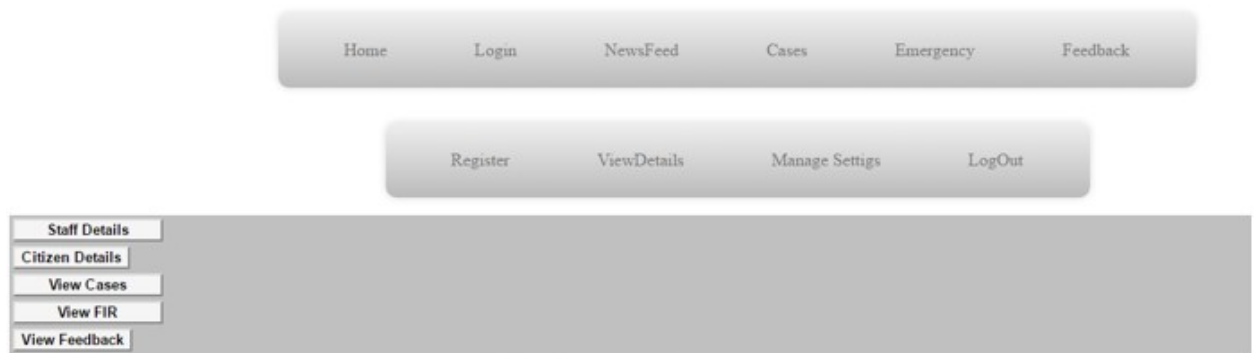 Home Login NewsFeed Cases Emergency Feedback
Register ViewDetails Manage Settigs LogOut
Staff Details
Citizen Details
View Cases
View FIR
View Feedback